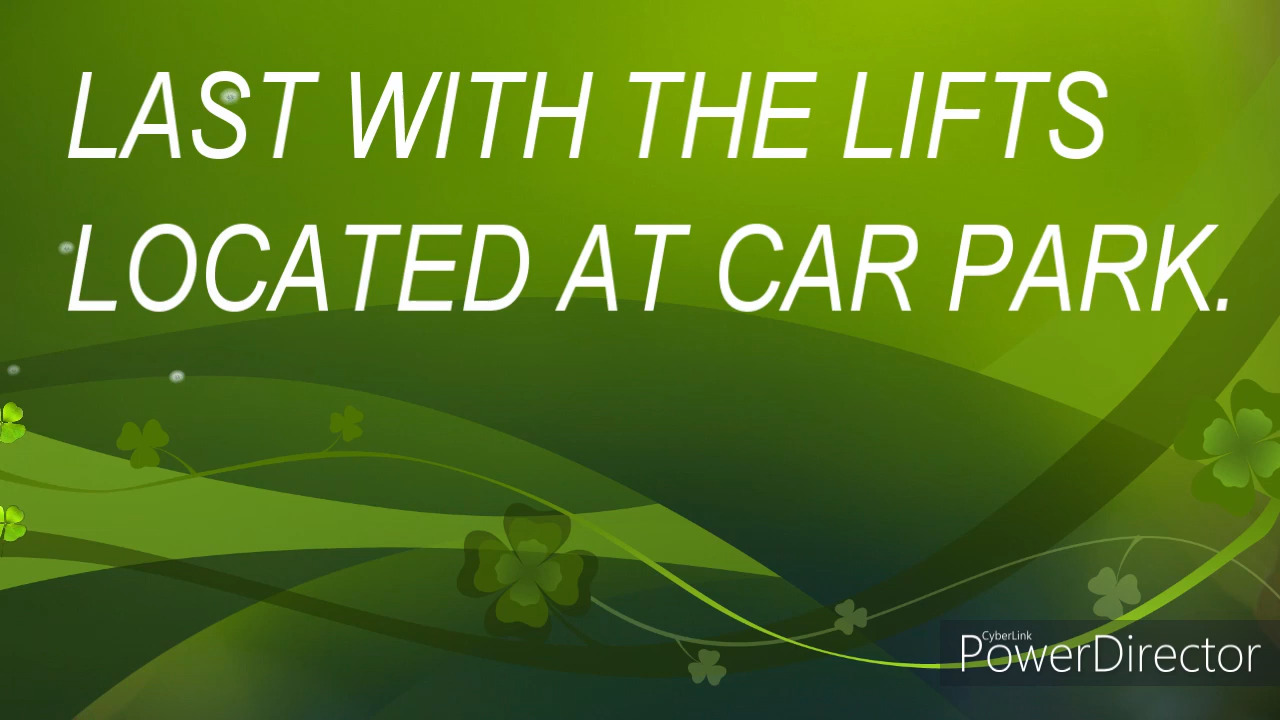 LAST WITH THE LIFTS
LOCATED AT CAR PARK.
CyberLink
PowerDirector